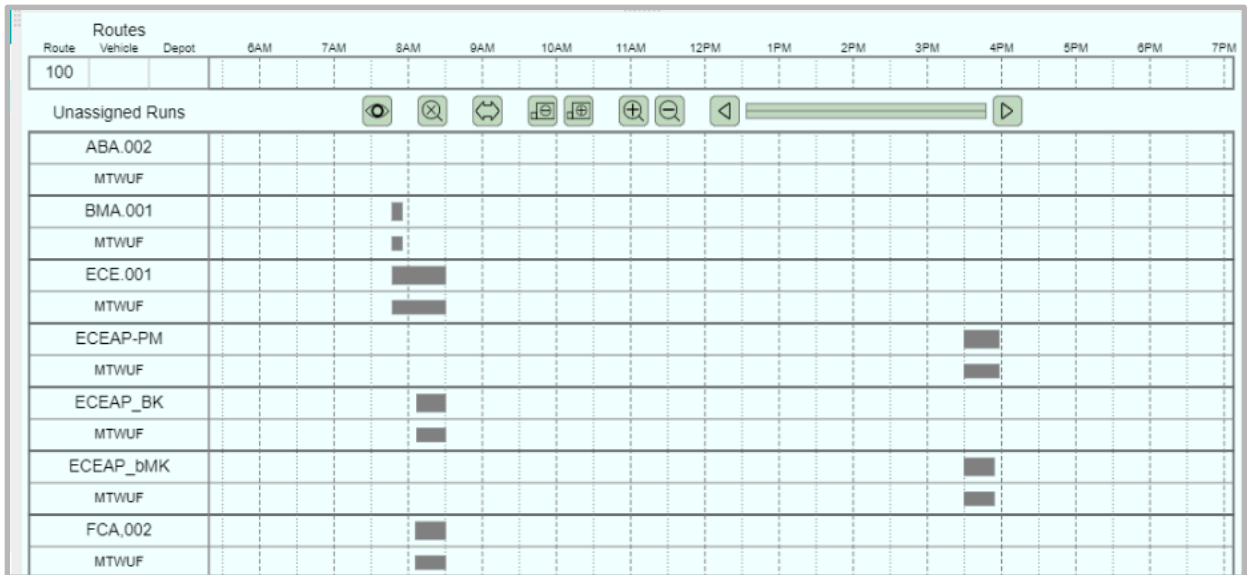 Routes
Route Vehicle Depot 6AM 7AM 8AM 9AM 10AM 11AM 12PM 1PM 2PM 3PM 4PM 5PM 6PM 7PM
100
Unassigned Runs
ABA.002
MTWUF
BMA.001
MTWUF
ECE.001
MTWUF
ECEAP-PM
MTWUF
ECEAP_BK
MTWUF
ECEAP_bMK
MTWUF
FCA,002
MTWUF